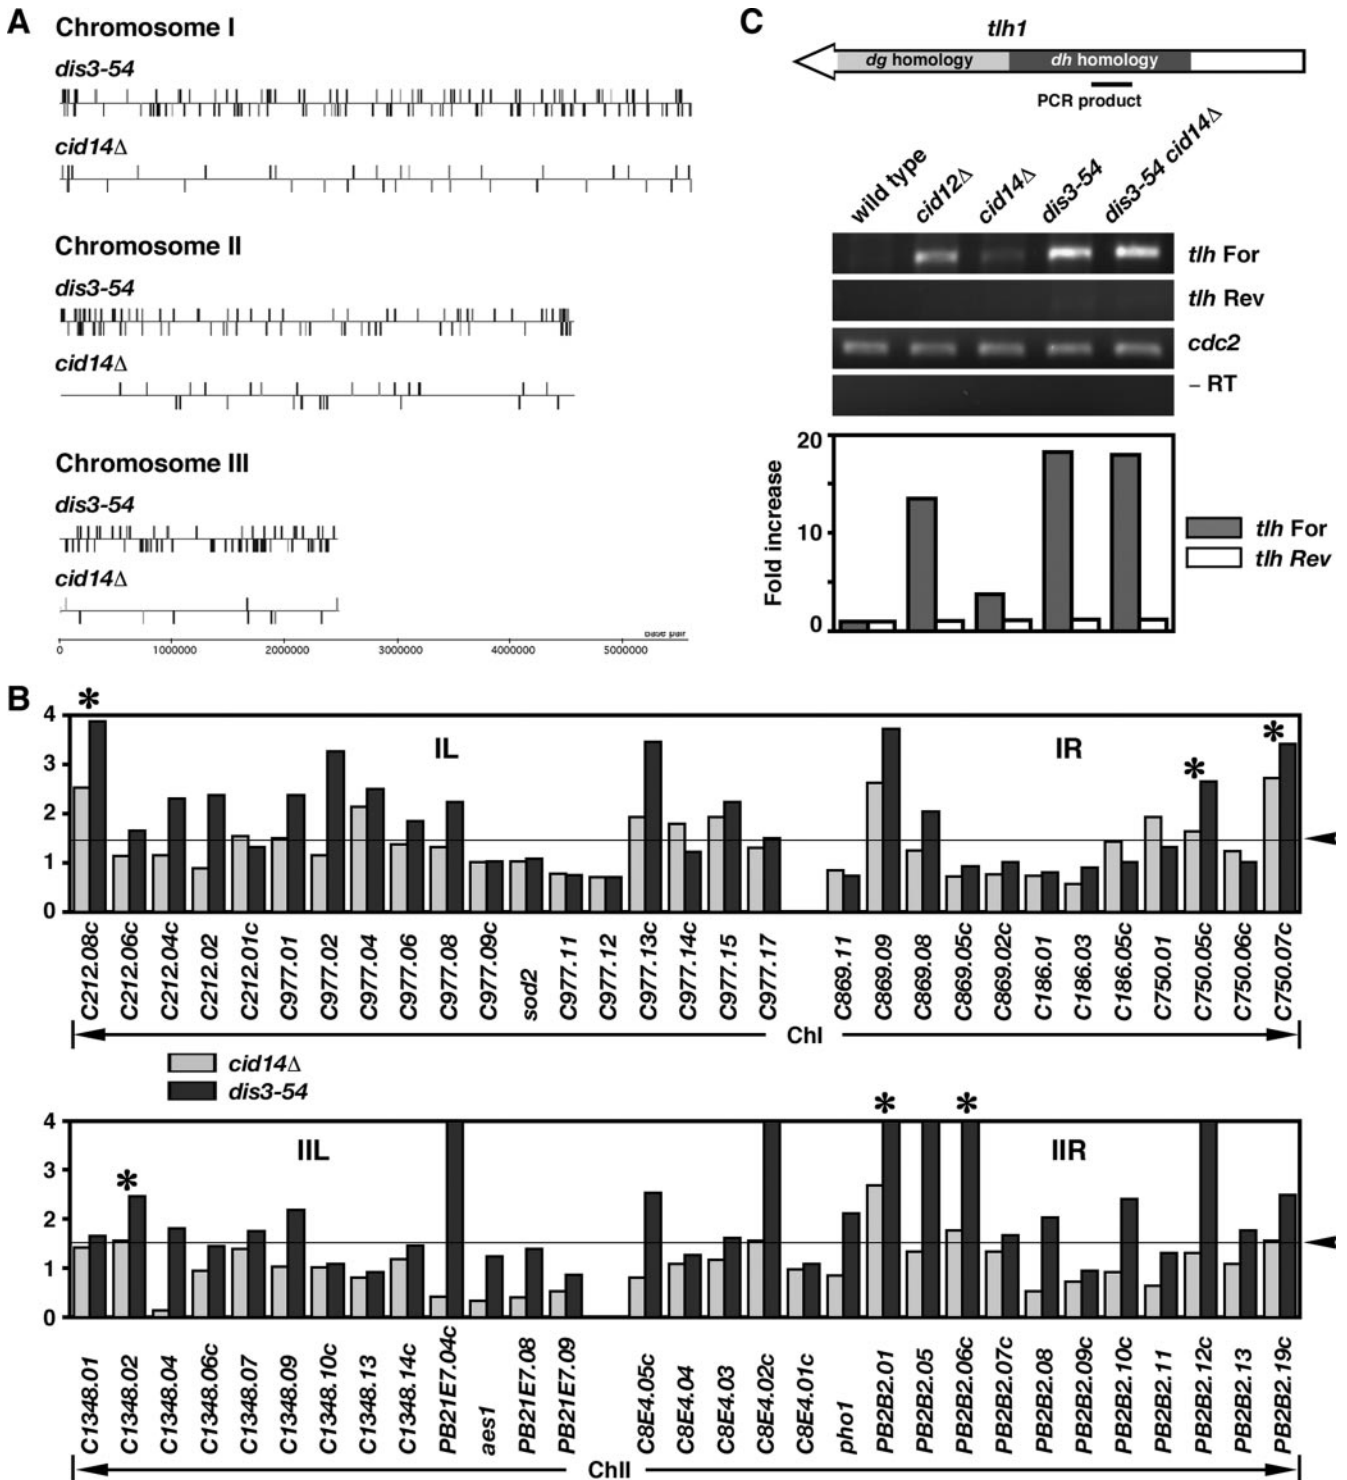 A
Chromosome I
dis3-54
cid14Δ
Chromosome II
dis3-54
cid14Δ
Chromosome III
dis3-54
cid14Δ
base pair
0 1000000 2000000 3000000 4000000 5000000
C
tlh1
dg homology dh homology
PCR product
wild type cid12Δ cid14Δ dis3-54 dis3-54 cid14Δ
tlh For
tlh Rev
cdc2
– RT
Fold increase
20
10
0
tlh For
tlh Rev
B
* * *
IL IR
4
3
2
1
0
C212.08c C212.06c C212.04c C212.02 C212.01c C977.01 C977.02 C977.04 C977.06 C977.08 C977.09c sod2 C977.11 C977.12 C977.13c C977.14c C977.15 C977.17 C869.11 C869.09 C869.08 C869.05c C869.02c C186.01 C186.03 C186.05c C750.01 C750.05c C750.06c C750.07c
ChI
cid14Δ
dis3-54
* * *
IIL IIR
4
3
2
1
0
C1348.01 C1348.02 C1348.04 C1348.06c C1348.07 C1348.09 C1348.10c C1348.13 C1348.14c PB21E7.04c aes1 PB21E7.08 PB21E7.09 C8E4.05c C8E4.04 C8E4.03 C8E4.02c C8E4.01c pho1 PB2B2.01 PB2B2.05 PB2B2.06c PB2B2.07c PB2B2.08 PB2B2.09c PB2B2.10c PB2B2.11 PB2B2.12c PB2B2.13 PB2B2.19c
ChII